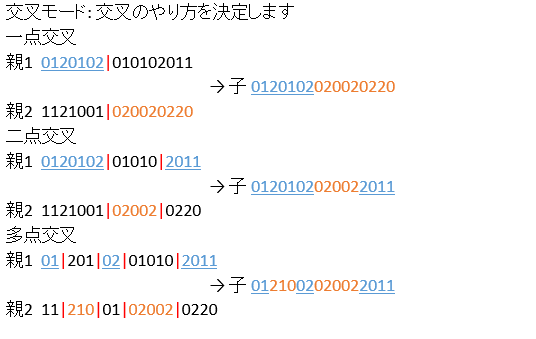 交叉モード：交叉のやり方を決定します
一点交叉
親1 0120102|010102011
→子 0120102020020220
親2 1121001|020020220
二点交叉
親1 0120102|01010|2011
→子 0120102020022011
親2 1121001|02002|0220
多点交叉
親1 01|201|02|01010|2011
→子 0121002020022011
親2 11|210|01|02002|0220